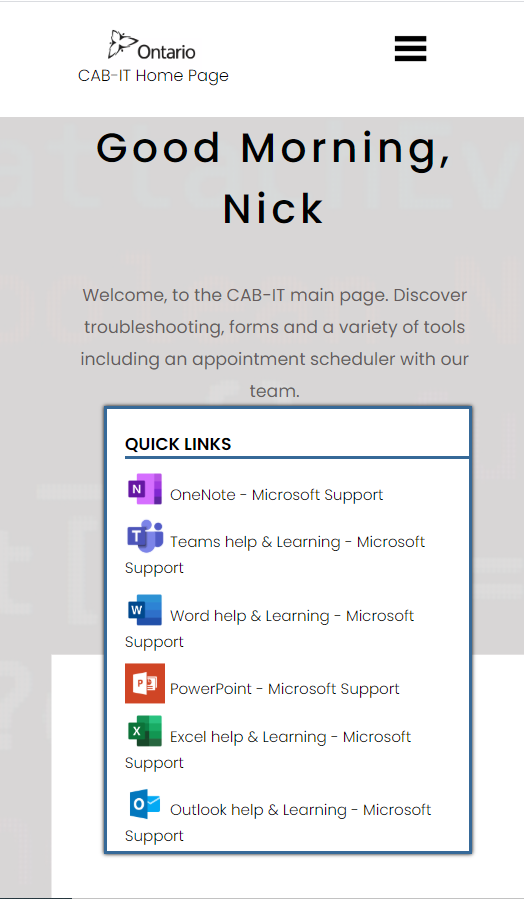 Ontario
CAB-IT Home Page
Good Morning,
Nick
Welcome, to the CAB-IT main page. Discover
troubleshooting, forms and a variety of tools
including an appointment scheduler with our
team.
QUICK LINKS
OneNote - Microsoft Support
Teams help & Learning - Microsoft
Support
Word help & Learning - Microsoft
Support
PowerPoint - Microsoft Support
Excel help & Learning - Microsoft
Support
Outlook help & Learning - Microsoft
Support